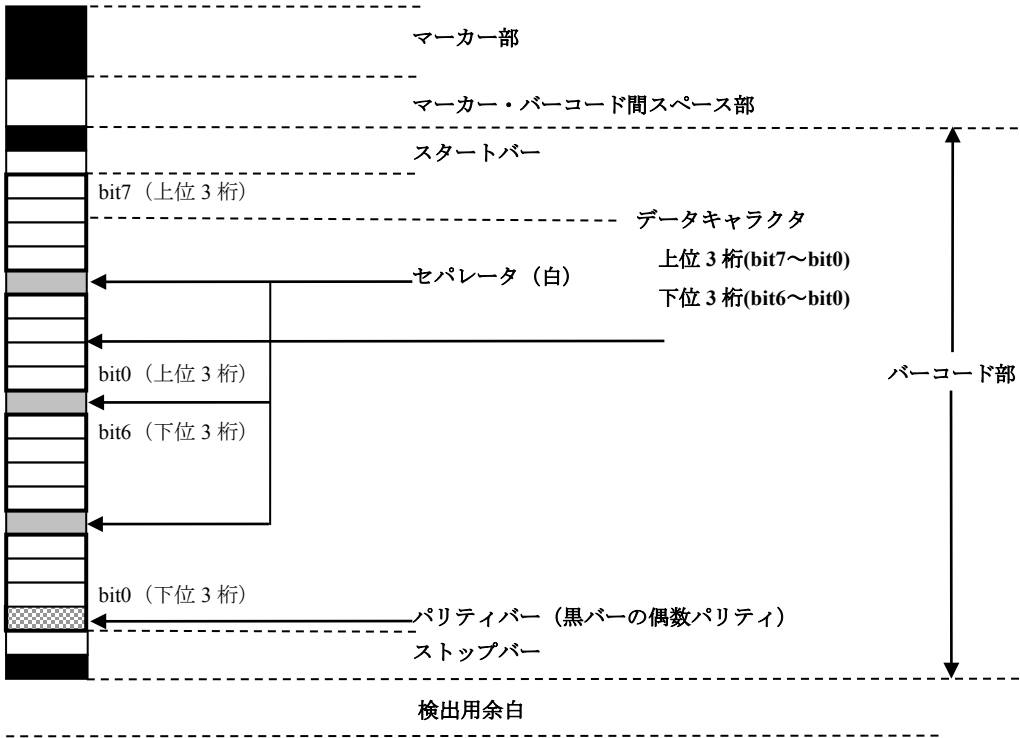 マーカー部
マーカー・バーコード間スペース部
スタートバー
bit7（上位 3 桁）
データキャラクタ
上位 3 桁(bit7～bit0)
セパレータ（白）
下位 3 桁(bit6～bit0)
bit0（上位 3 桁）
バーコード部
bit6（下位 3 桁）
bit0（下位 3 桁）
パリティバー（黒バーの偶数パリティ）
ストップバー
検出用余白